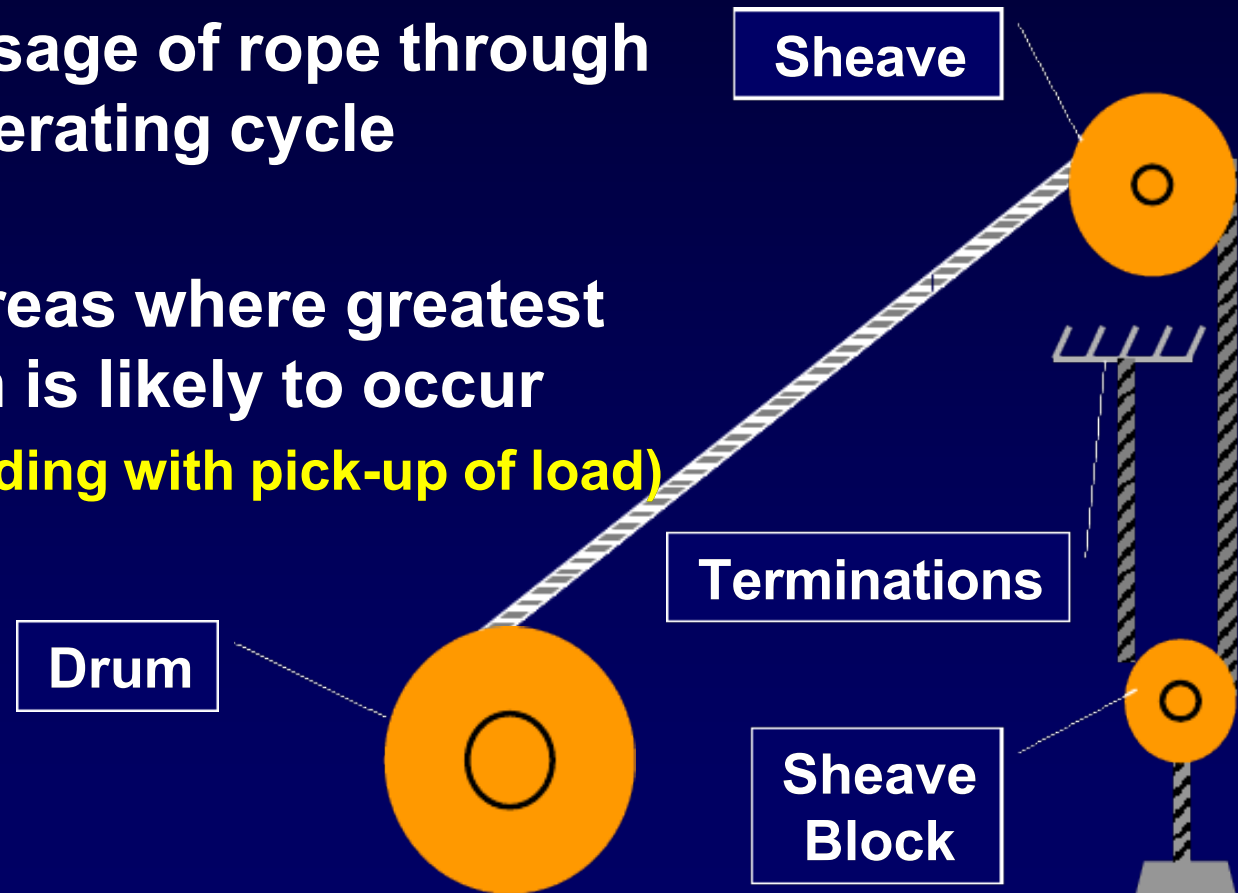 sage of rope through
erating cycle
reas where greatest
n is likely to occur
ding with pick-up of load)
Sheave
Terminations
Drum
Sheave
Block